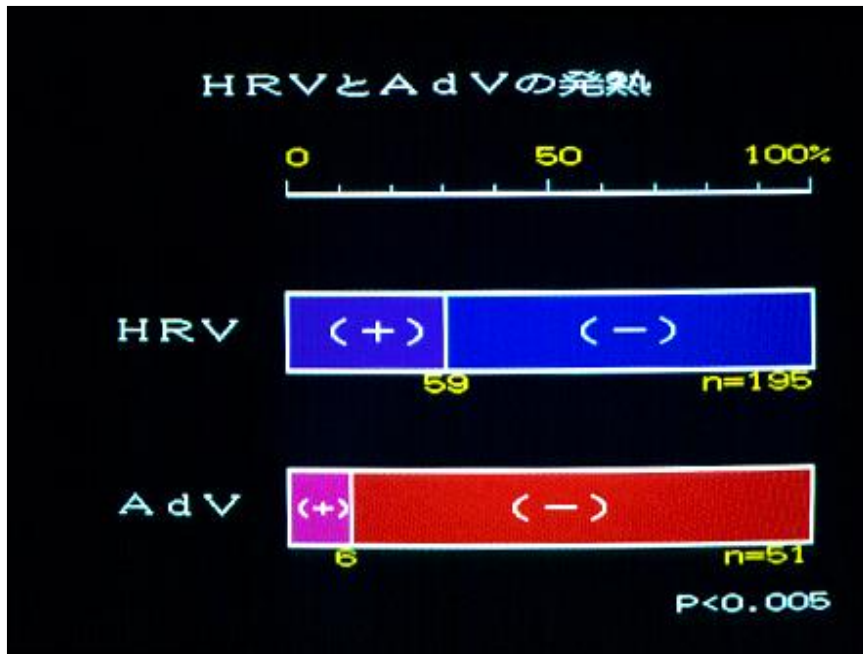 HRVとAdVの発熱
0 50 100%
HRV (+) (-)
59 n=195
AdV (+) (-)
6 n=51
P<0.005